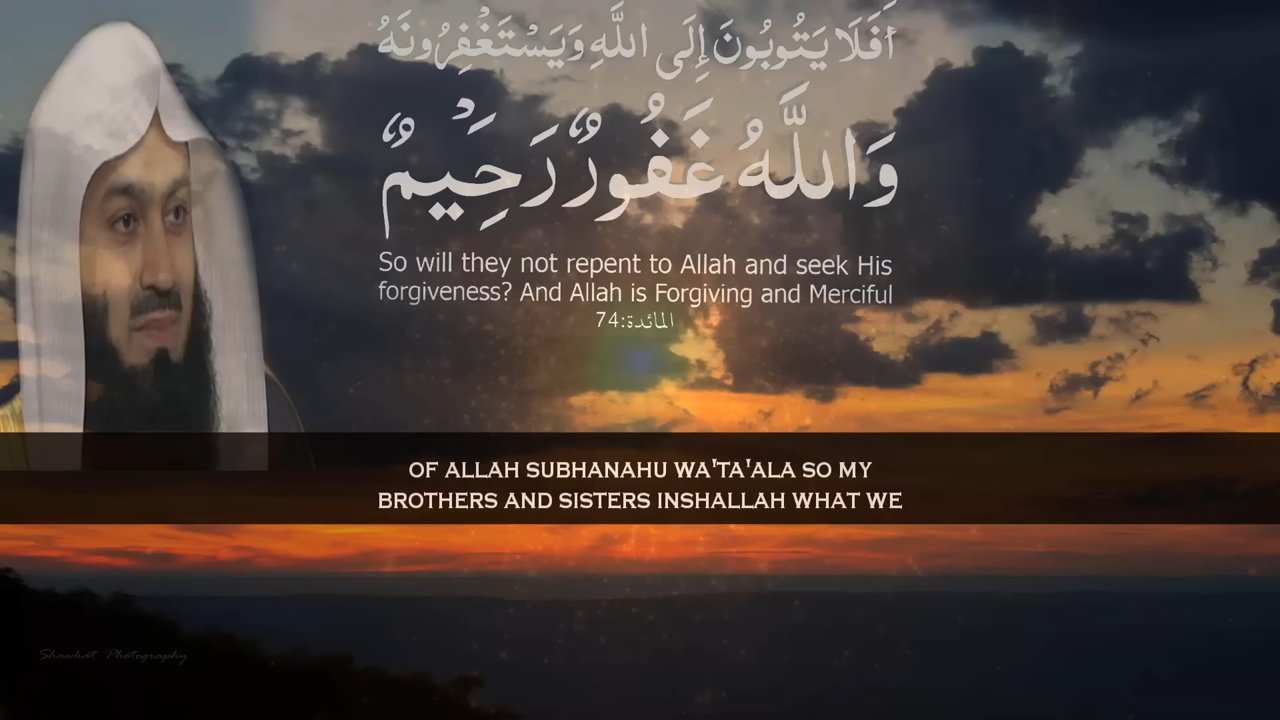 أَفَلَا يَتُوبُونَ إِلَى اللَّهِ وَيَسْتَغْفِرُونَهُ
وَاللَّهُ غَفُورٌ رَحِيمٌ
So will they not repent to Allah and seek His
forgiveness? And Allah is Forgiving and Merciful
المائدة:74
OF ALLAH SUBHANAHU WA'TA'ALA SO MY
BROTHERS AND SISTERS INSHALLAH WHAT WE
Shawkat Photography